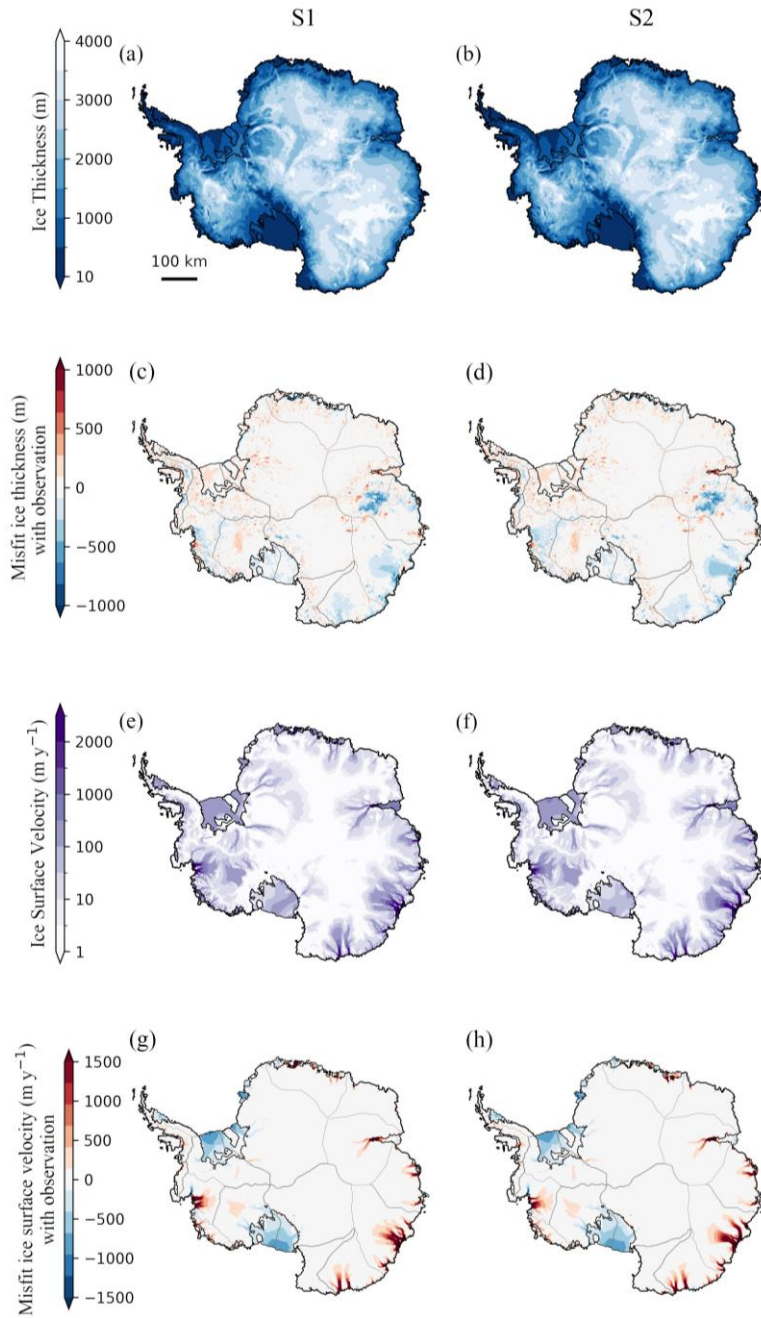 S1
S2
(a)
(b)
Ice Thickness (m)
4000
3000
2000
1000
10
100 km
(c)
(d)
Misfit ice thickness (m)
with observation
1000
500
0
−500
−1000
(e)
(f)
Ice Surface Velocity (m y⁻¹)
2000
1000
100
10
1
(g)
(h)
Misfit ice surface velocity (m y⁻¹)
with observation
1500
1000
500
0
−500
−1000
−1500